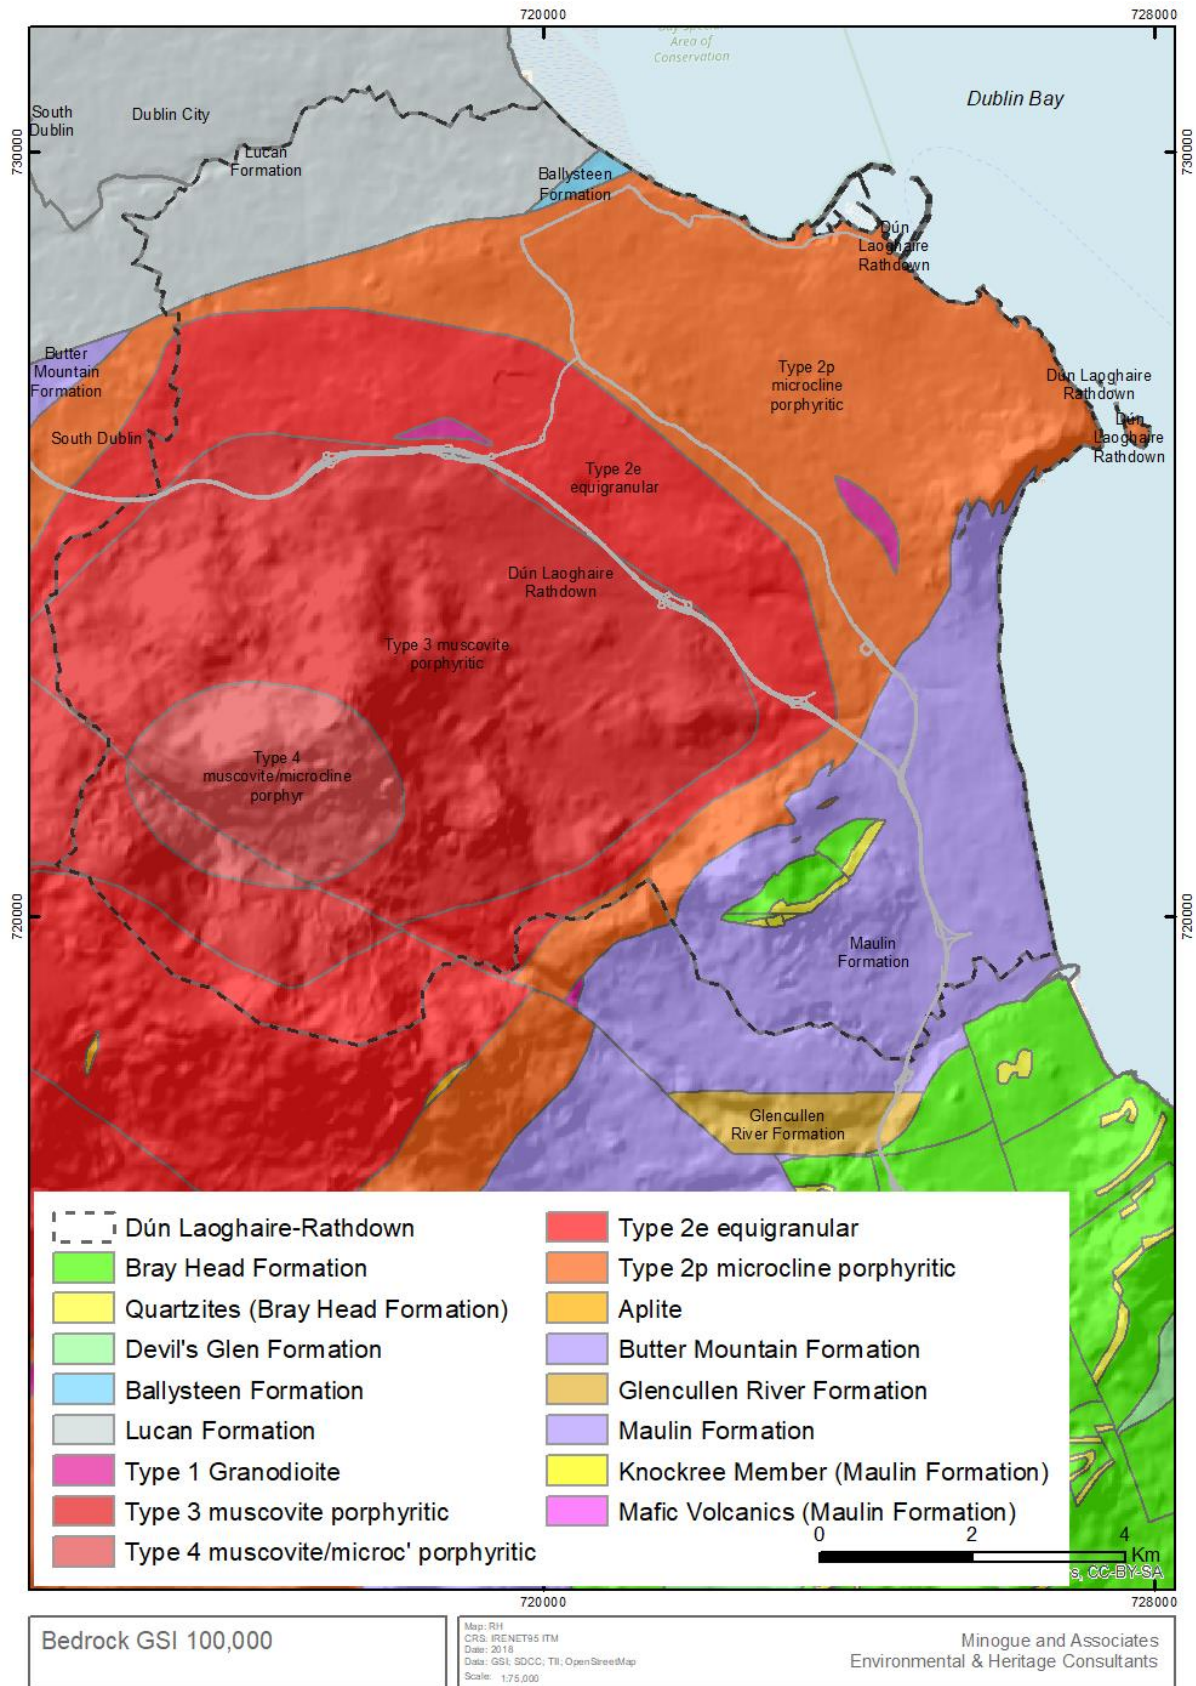 720000
728000
Area of
Conservation
Dublin Bay
South
Dublin
Dublin City
730000
730000
Lucan
Formation
Ballysteen
Formation
Dún
Laoghaire
Rathdown
Butter
Mountain
Formation
Type 2p
microcline
porphyritic
Dún Laoghaire
Rathdown
Dún
Laoghaire
Rathdown
South Dublin
Type 2e
equigranular
Dún Laoghaire
Rathdown
Type 3 muscovite
porphyritic
Type 4
muscovite/microcline
porphyr
720000
720000
Maulin
Formation
Glencullen
River Formation
Dún Laoghaire-Rathdown
Bray Head Formation
Quartzites (Bray Head Formation)
Devil's Glen Formation
Ballysteen Formation
Lucan Formation
Type 1 Granodioite
Type 3 muscovite porphyritic
Type 4 muscovite/microc' porphyritic
Type 2e equigranular
Type 2p microcline porphyritic
Aplite
Butter Mountain Formation
Glencullen River Formation
Maulin Formation
Knockree Member (Maulin Formation)
Mafic Volcanics (Maulin Formation)
0 2 4
Km
s, CC-BY-SA
720000
728000
Bedrock GSI 100,000
Map: RH
CRS: IRENET95 ITM
Date: 2018
Data: GSI; SDCC; TII; OpenStreetMap
Scale: 1:75,000
Minogue and Associates
Environmental & Heritage Consultants